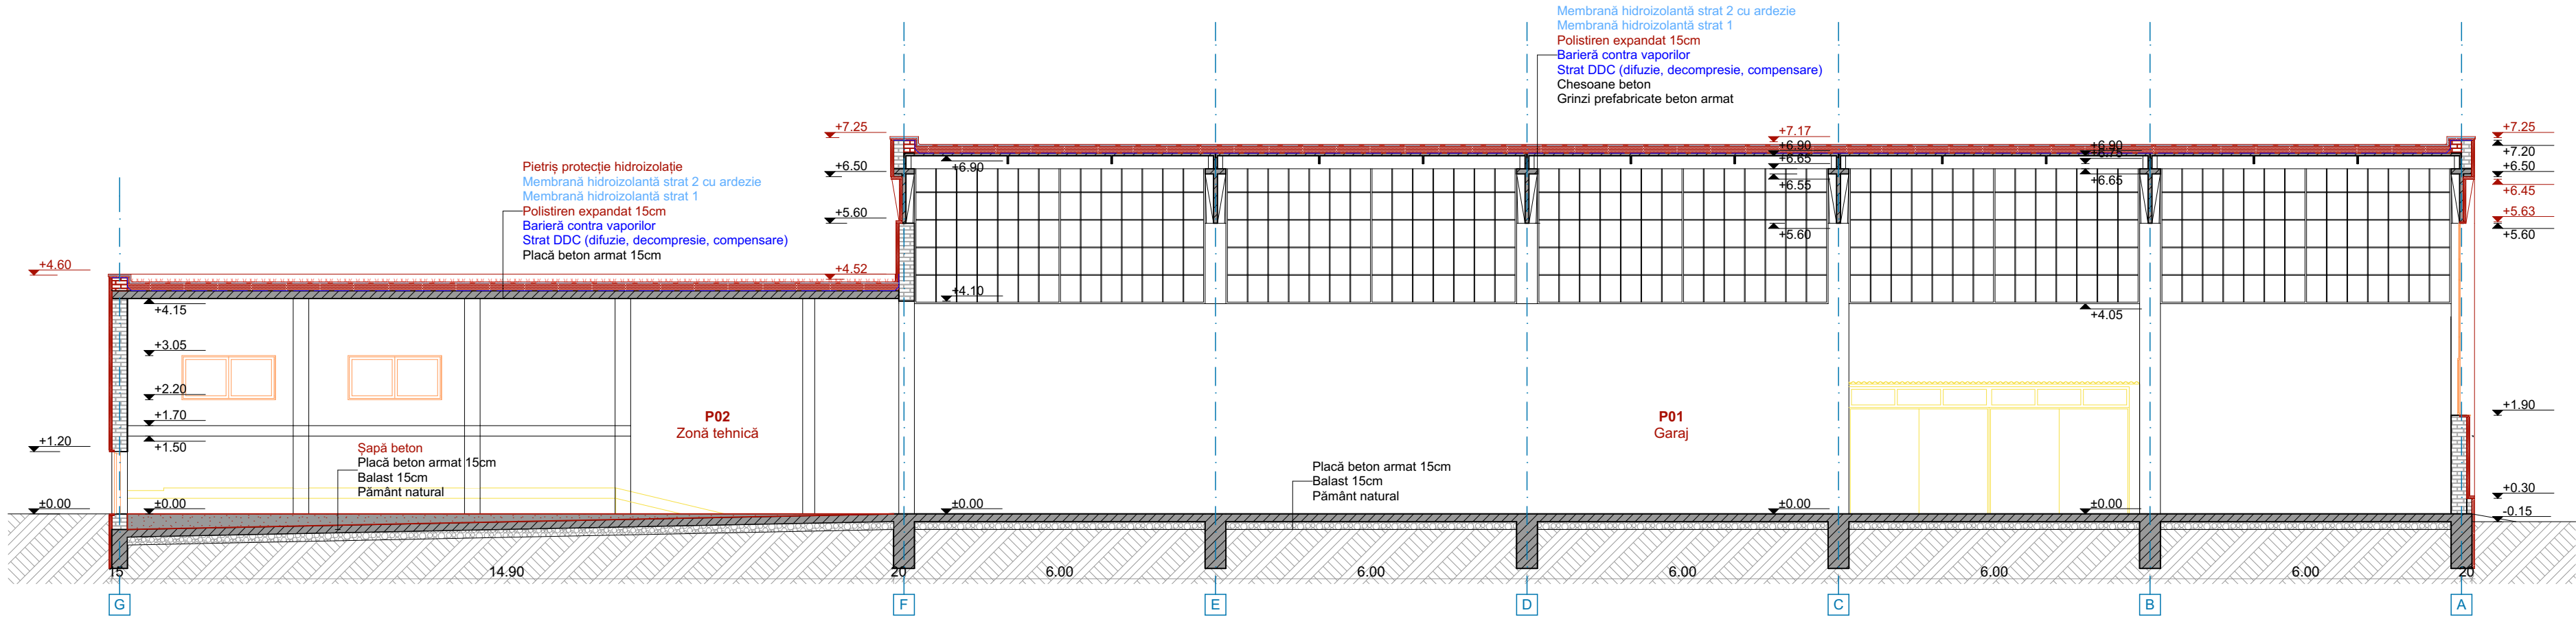 Membrană hidroizolantă strat 2 cu ardezie
Membrană hidroizolantă strat 1
Polistiren expandat 15cm
Barieră contra vaporilor
Strat DDC (difuzie, decompresie, compensare)
Chesoane beton
Grinzi prefabricate beton armat
Pietriș protecție hidroizolație
Membrană hidroizolantă strat 2 cu ardezie
Membrană hidroizolantă strat 1
Polistiren expandat 15cm
Barieră contra vaporilor
Strat DDC (difuzie, decompresie, compensare)
Placă beton armat 15cm
+7.25
+6.50
+5.60
+4.52
+6.90
+4.10
+7.17
+6.90
+6.65
+6.55
+5.60
+6.90
+6.75
+6.65
+4.05
+7.25
+7.20
+6.50
+6.45
+5.63
+5.60
+1.90
+0.30
-0.15
+4.60
+1.20
±0.00
+4.15
+3.05
+2.20
+1.70
+1.50
±0.00
P02
Zonă tehnică
P01
Garaj
Șapă beton
Placă beton armat 15cm
Balast 15cm
Pământ natural
Placă beton armat 15cm
Balast 15cm
Pământ natural
±0.00
±0.00
±0.00
15
14.90
20
6.00
6.00
6.00
6.00
6.00
20
G
F
E
D
C
B
A